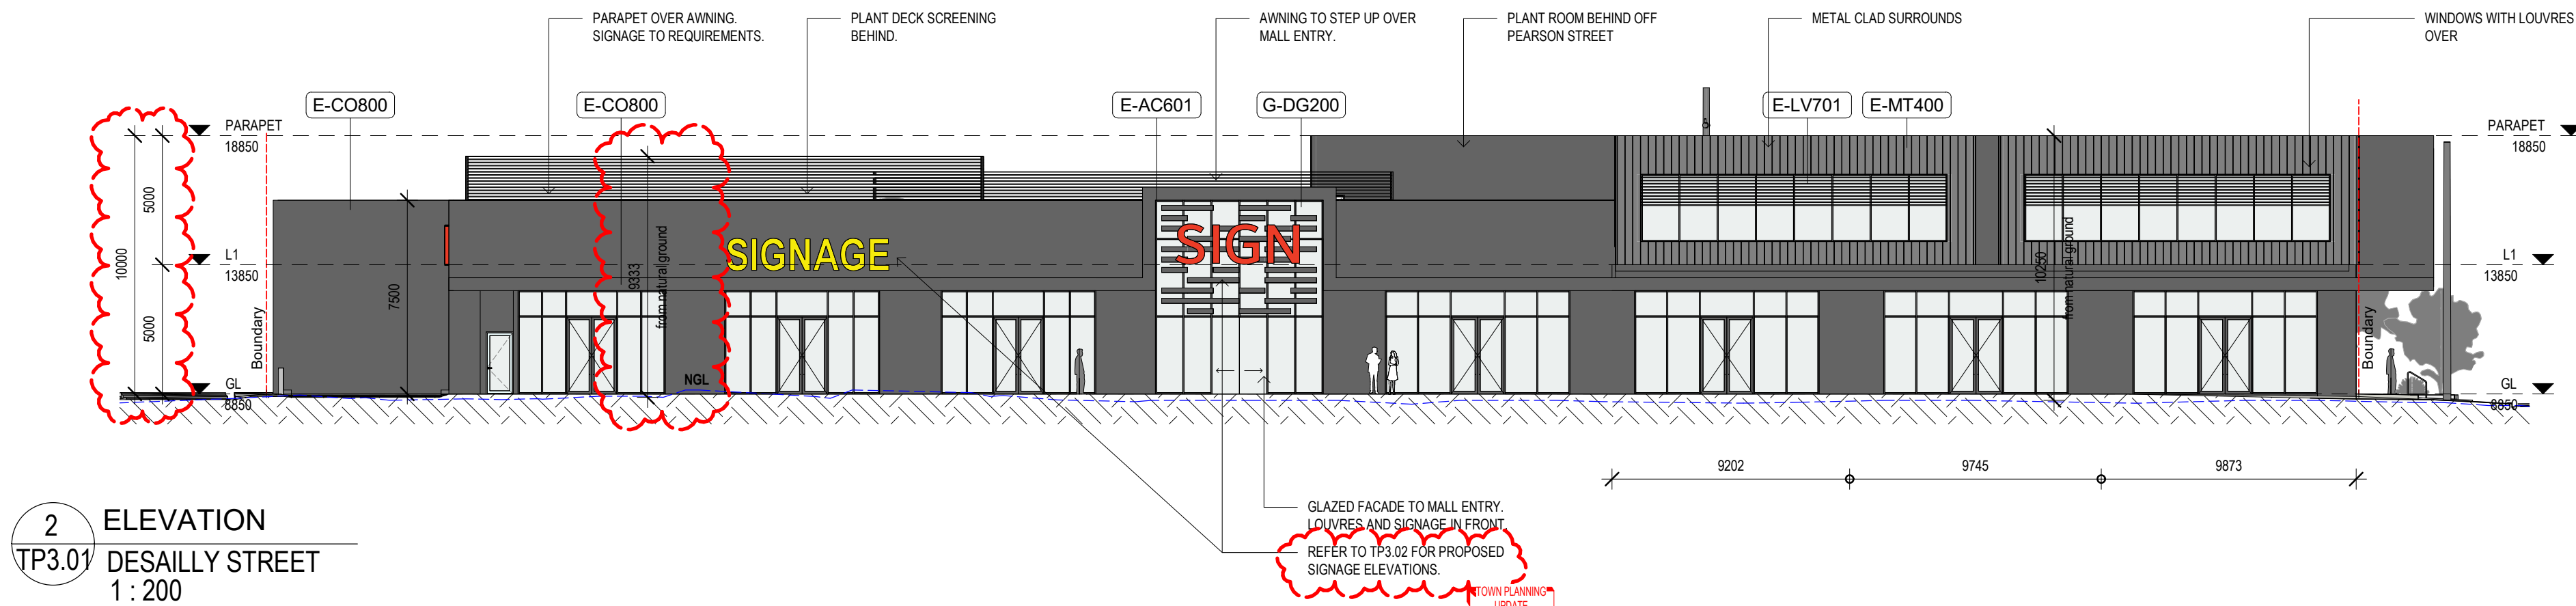 PARAPET OVER AWNING.
SIGNAGE TO REQUIREMENTS.
PLANT DECK SCREENING
BEHIND.
AWNING TO STEP UP OVER
MALL ENTRY.
PLANT ROOM BEHIND OFF
PEARSON STREET
METAL CLAD SURROUNDS
WINDOWS WITH LOUVRES
OVER
E-CO800
E-CO800
E-AC601
G-DG200
E-LV701
E-MT400
PARAPET
18850
PARAPET
18850
5000
10000
5000
L1
13850
L1
13850
Boundary
7500
9333
from natural ground
SIGNAGE
SIGN
10250
from natural ground
Boundary
NGL
GL
8850
GL
8850
9202
9745
9873
GLAZED FACADE TO MALL ENTRY.
LOUVRES AND SIGNAGE IN FRONT.
REFER TO TP3.02 FOR PROPOSED
SIGNAGE ELEVATIONS.
TOWN PLANNING
UPDATE
2
TP3.01
ELEVATION
DESAILLY STREET
1 : 200